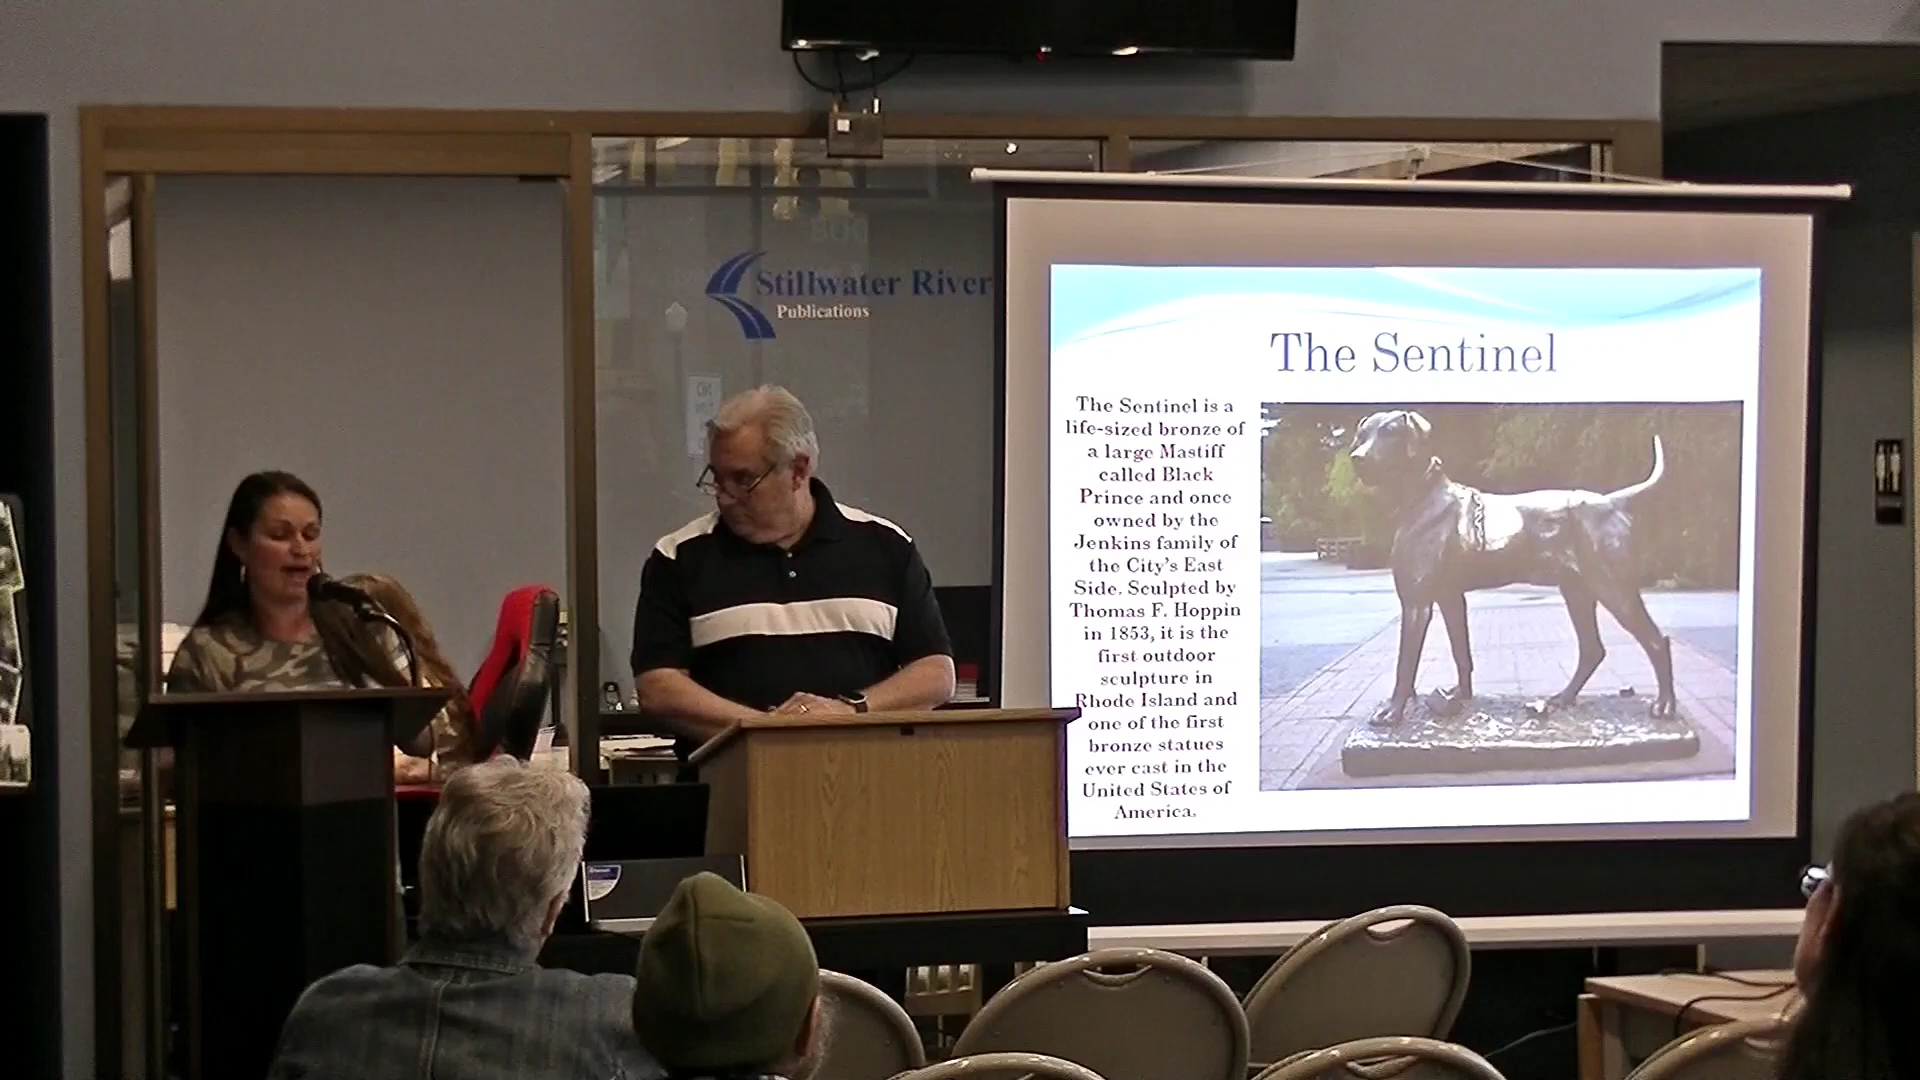 Stillwater River
Publications
The Sentinel
The Sentinel is a
life-sized bronze of
a large Mastiff
called Black
Prince and once
owned by the
Jenkins family of
the City's East
Side. Sculpted by
Thomas F. Hoppin
in 1853, it is the
first outdoor
sculpture in
Rhode Island and
one of the first
bronze statues
ever cast in the
United States of
America.